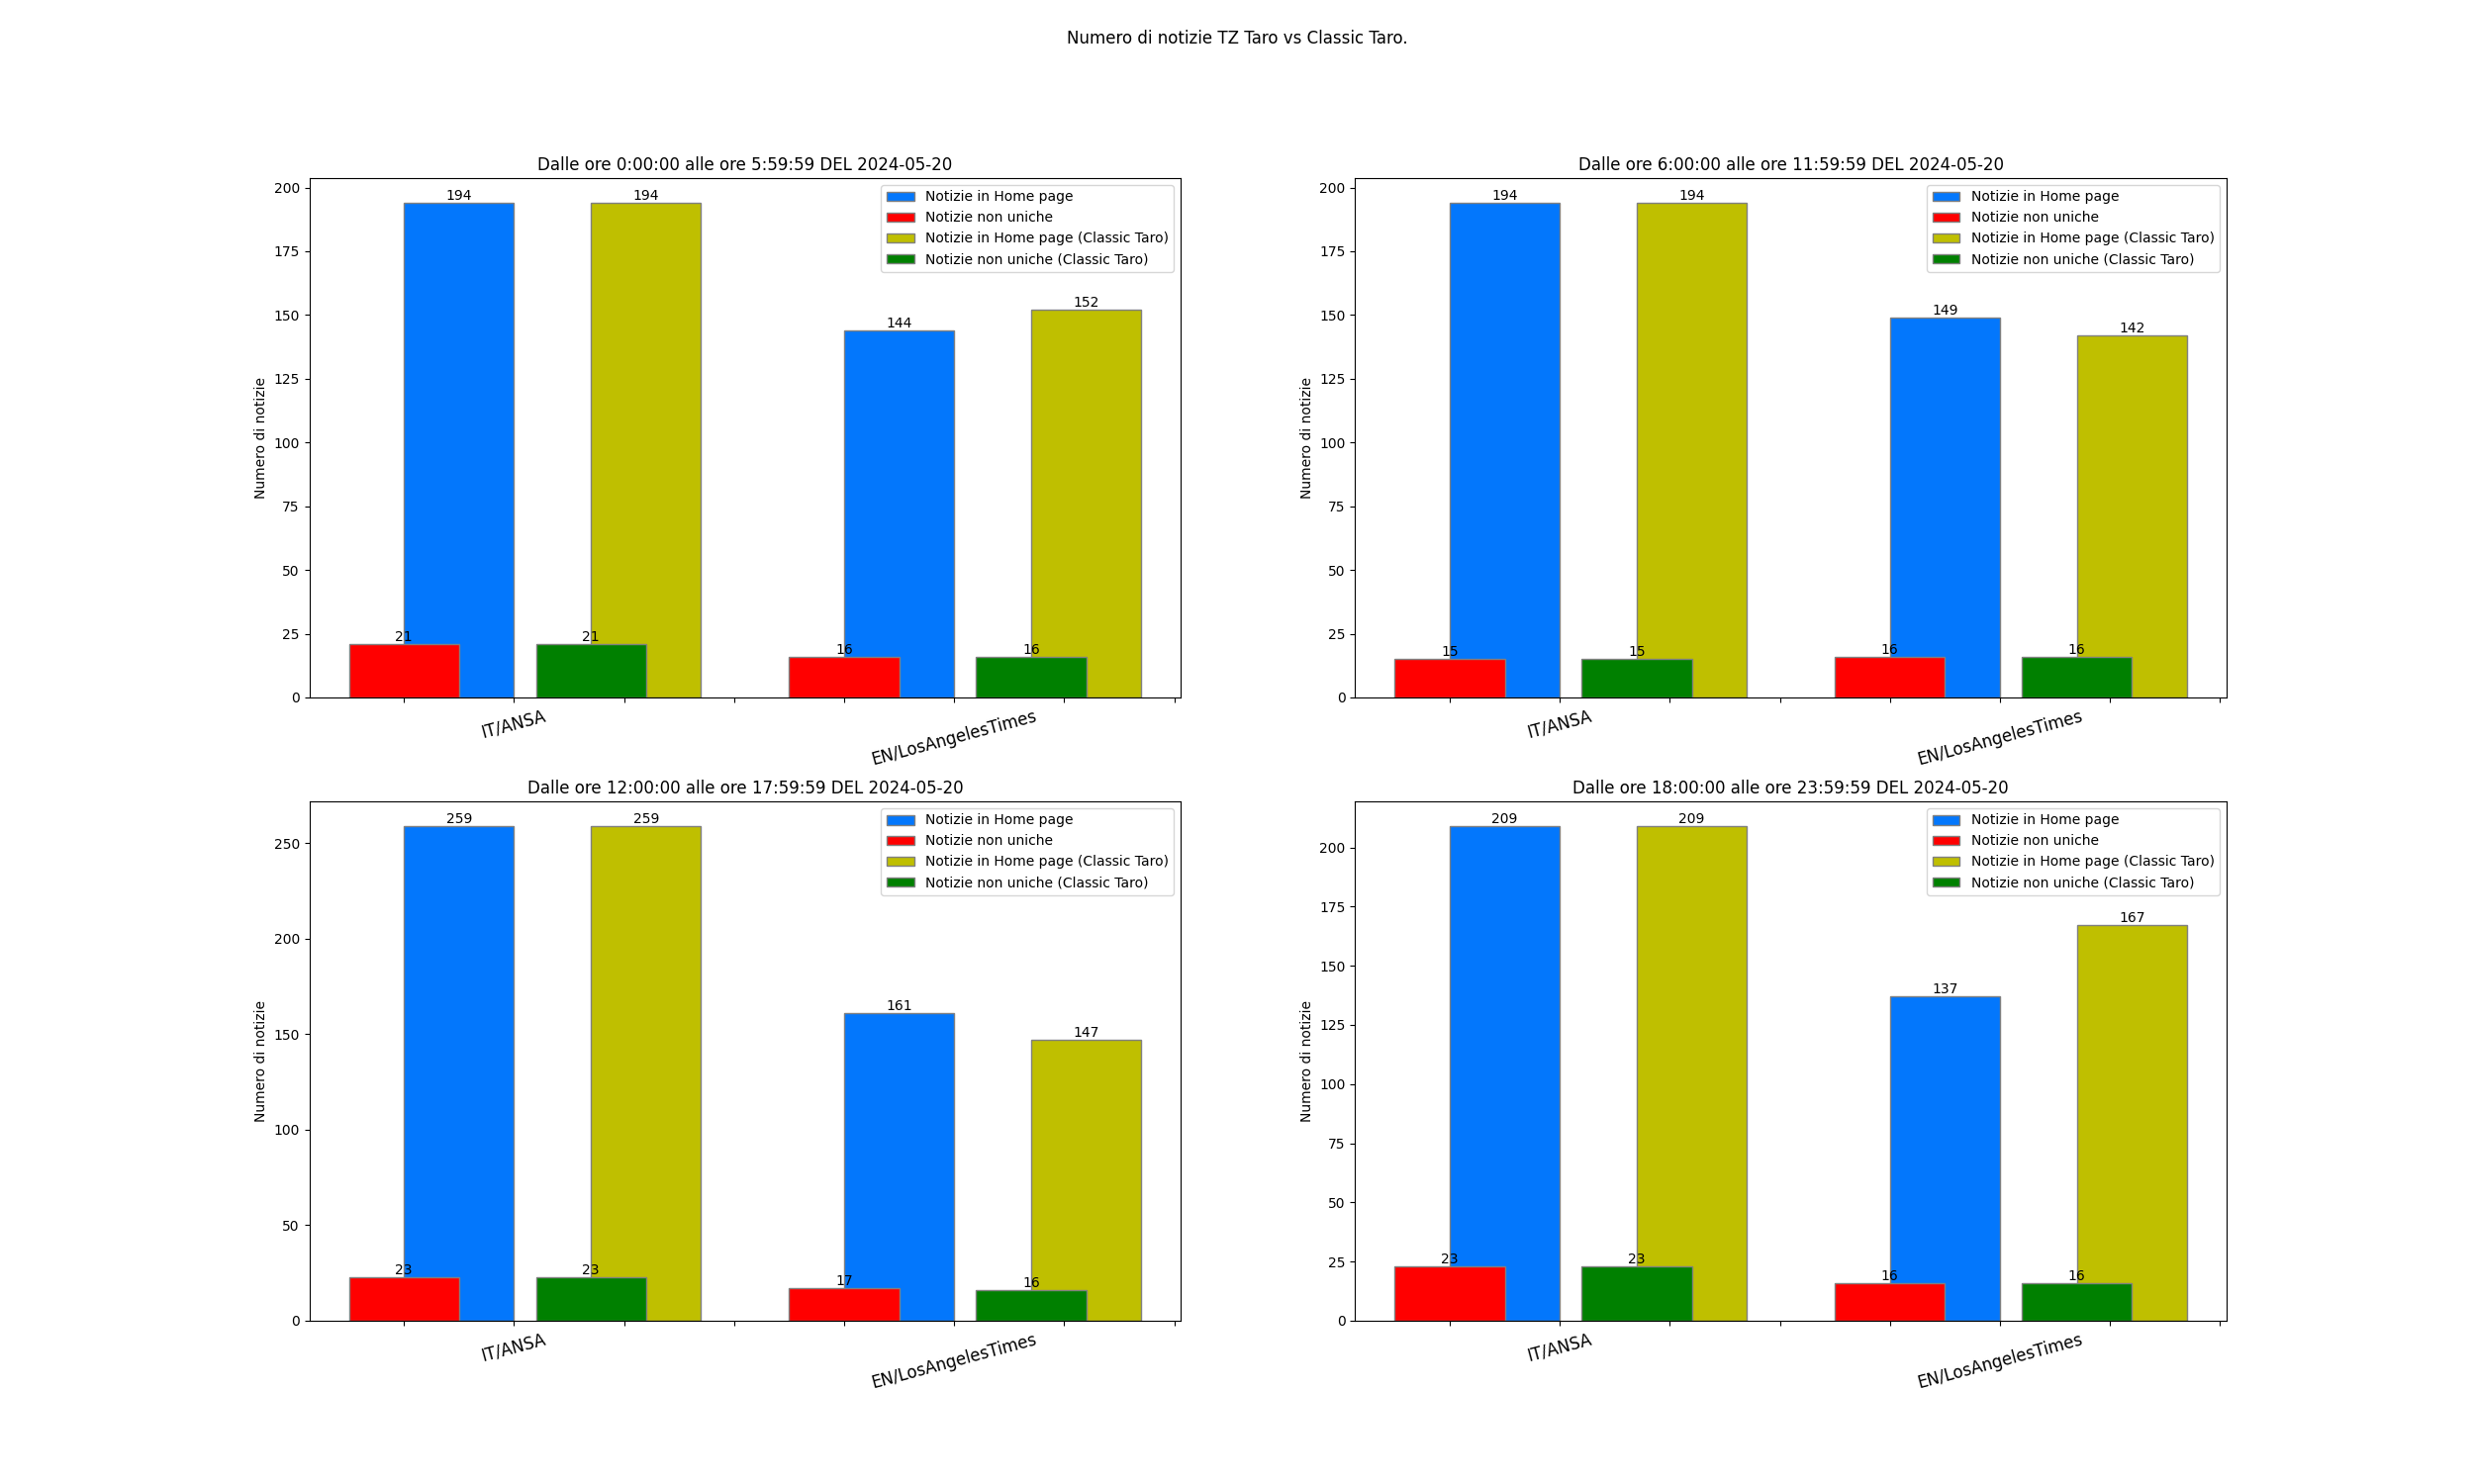 Numero di notizie TZ Taro vs Classic Taro.
Dalle ore 0:00:00 alle ore 5:59:59 DEL 2024-05-20
Numero di notizie
200
175
150
125
100
75
50
25
0
194
194
144
152
21
21
16
16
Notizie in Home page
Notizie non uniche
Notizie in Home page (Classic Taro)
Notizie non uniche (Classic Taro)
IT/ANSA
EN/LosAngelesTimes
Dalle ore 6:00:00 alle ore 11:59:59 DEL 2024-05-20
Numero di notizie
200
175
150
125
100
75
50
25
0
194
194
149
142
15
15
16
16
Notizie in Home page
Notizie non uniche
Notizie in Home page (Classic Taro)
Notizie non uniche (Classic Taro)
IT/ANSA
EN/LosAngelesTimes
Dalle ore 12:00:00 alle ore 17:59:59 DEL 2024-05-20
Numero di notizie
250
200
150
100
50
0
259
259
161
147
23
23
17
16
Notizie in Home page
Notizie non uniche
Notizie in Home page (Classic Taro)
Notizie non uniche (Classic Taro)
IT/ANSA
EN/LosAngelesTimes
Dalle ore 18:00:00 alle ore 23:59:59 DEL 2024-05-20
Numero di notizie
200
175
150
125
100
75
50
25
0
209
209
137
167
23
23
16
16
Notizie in Home page
Notizie non uniche
Notizie in Home page (Classic Taro)
Notizie non uniche (Classic Taro)
IT/ANSA
EN/LosAngelesTimes